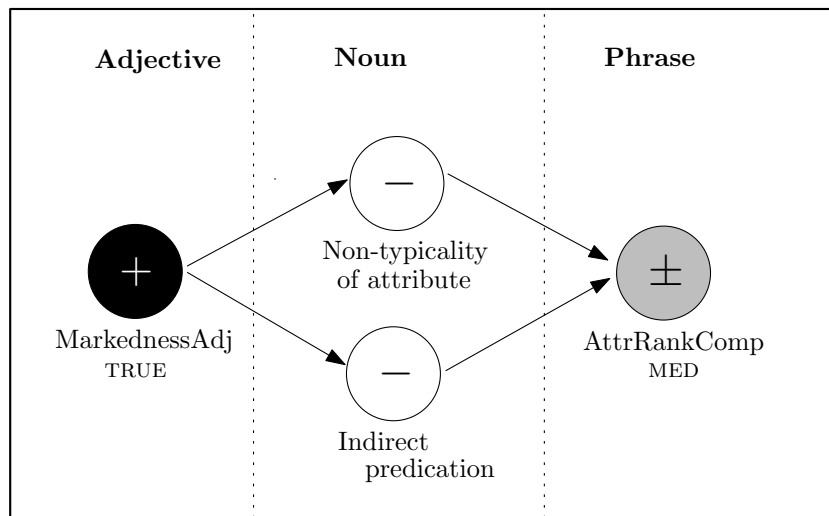 Adjective
Noun
Phrase
+
MarkednessAdj
TRUE
−
Non-typicality
of attribute
−
Indirect
predication
±
AttrRankComp
MED